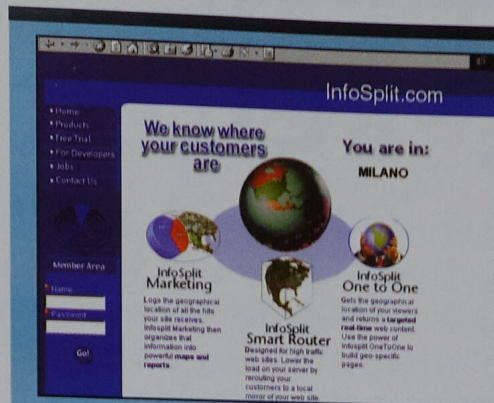 InfoSplit.com
Home
Products
Free Trial
For Developers
Jobs
Contact Us
Member Area
Name
Password
Go!
We know where
your customers
are
You are in:
MILANO
InfoSplit
Marketing
Logs the geographical
location of all the hits
your site receives.
Infosplit Marketing then
organizes that
information into
powerful maps and
reports.
InfoSplit
Smart Router
Designed for high traffic
web sites. Lower the
load on your server by
rerouting your
customers to a local
mirror of your web site
InfoSplit
One to One
Gets the geographical
location of your viewers
and returns a targeted
real-time web content
Use the power of
Infosplit OneToOne to
build geo-specific
pages.